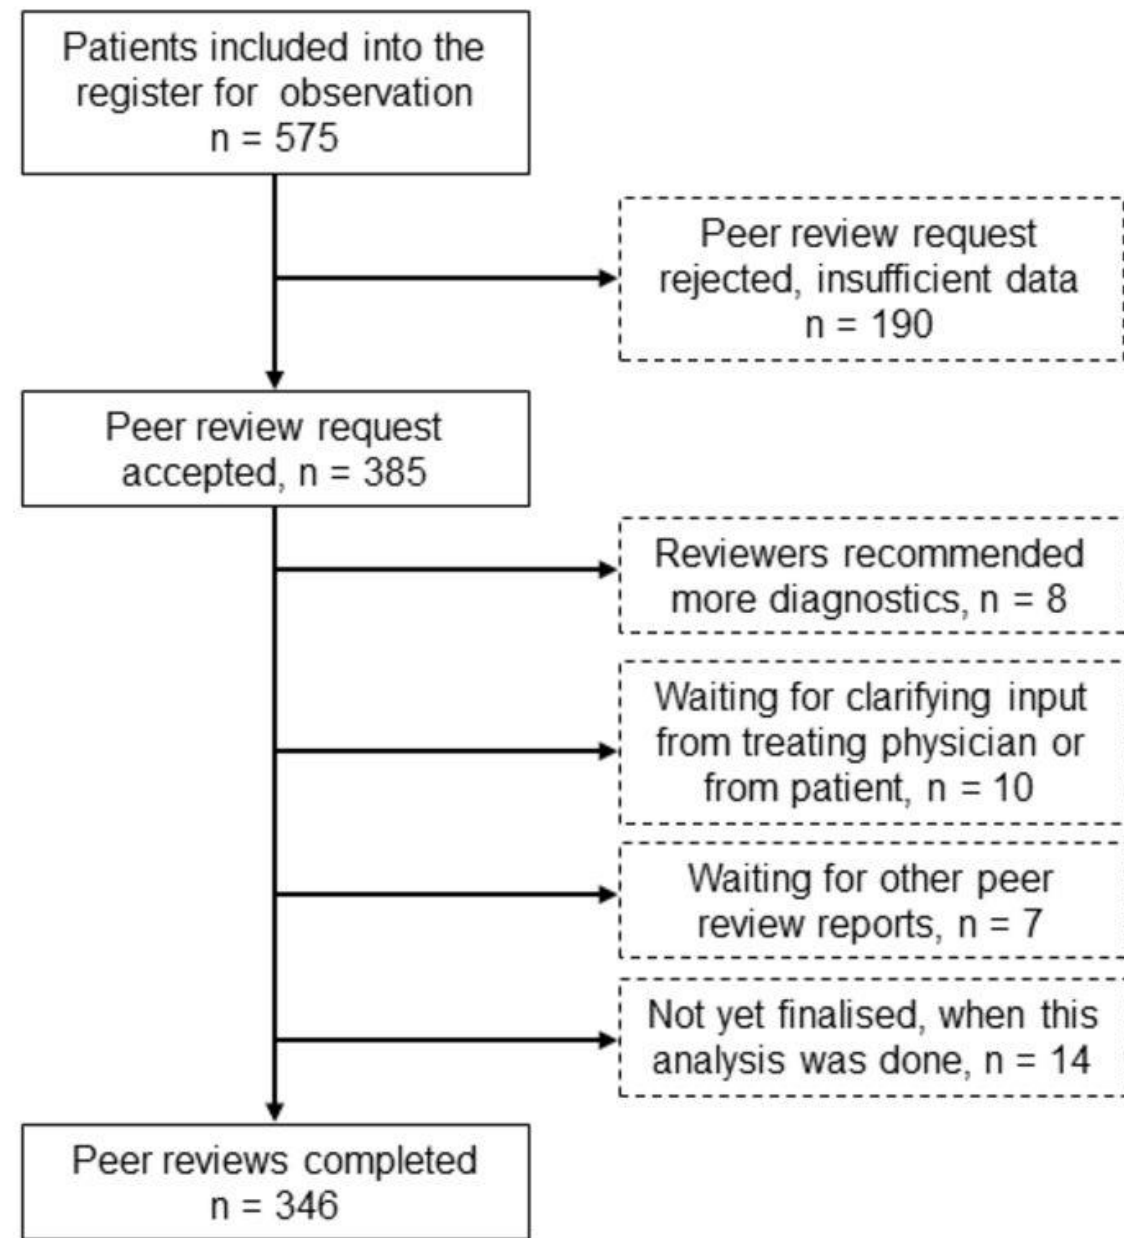 Patients included into the
register for observation
n = 575
Peer review request
rejected, insufficient data
n = 190
Peer review request
accepted, n = 385
Reviewers recommended
more diagnostics, n = 8
Waiting for clarifying input
from treating physician or
from patient, n = 10
Waiting for other peer
review reports, n = 7
Not yet finalised, when this
analysis was done, n = 14
Peer reviews completed
n = 346